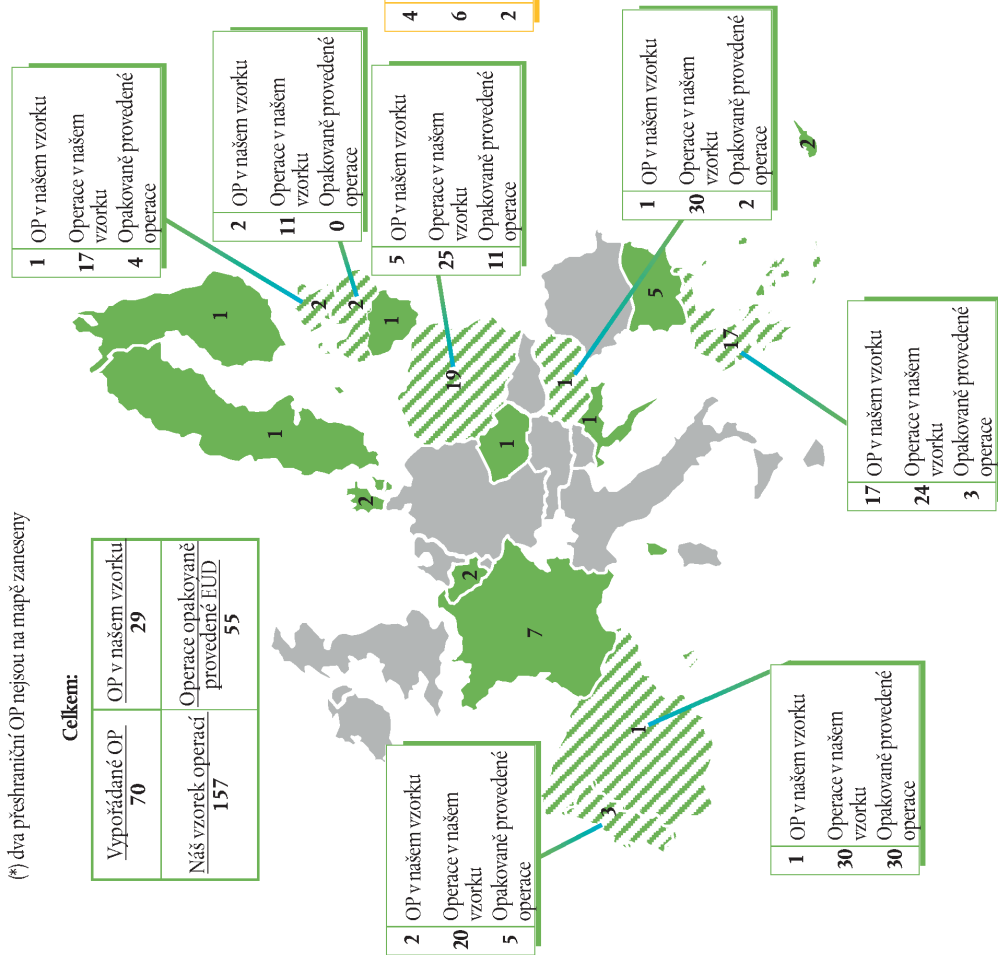 (*) dva přeshraniční OP nejsou na mapě zaneseny
Celkem:
Vypořádané OP
70
OP v našem vzorku
29
Náš vzorek operací
157
Operace opakovaně
provedené EÚD
55
1 OP v našem vzorku
17 Operace v našem
vzorku
4 Opakovaně provedené
operace
2 OP v našem vzorku
11 Operace v našem
vzorku
0 Opakovaně provedené
operace
5 OP v našem vzorku
25 Operace v našem
vzorku
11 Opakovaně provedené
operace
4
6
2
1 OP v našem vzorku
30 Operace v našem
vzorku
2 Opakovaně provedené
operace
17 OP v našem vzorku
24 Operace v našem
vzorku
3 Opakovaně provedené
operace
1 OP v našem vzorku
30 Operace v našem
vzorku
30 Opakovaně provedené
operace
2 OP v našem vzorku
20 Operace v našem
vzorku
5 Opakovaně provedené
operace
1
1
2
2
1
2
19
1
2
7
1
1
5
17
2
1
3